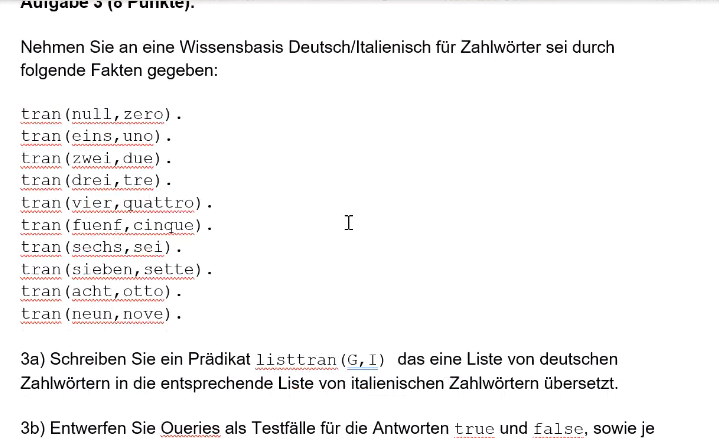 Aufgabe 3 (8 Punkte):
Nehmen Sie an eine Wissensbasis Deutsch/Italienisch für Zahlwörter sei durch
folgende Fakten gegeben:
tran(null,zero).
tran(eins,uno).
tran(zwei,due).
tran(drei,tre).
tran(vier,quattro).
tran(fuenf,cinque).
tran(sechs,sei).
tran(sieben,sette).
tran(acht,otto).
tran(neun,nove).
3a) Schreiben Sie ein Prädikat listtran(G,I) das eine Liste von deutschen
Zahlwörtern in die entsprechende Liste von italienischen Zahlwörtern übersetzt.
3b) Entwerfen Sie Queries als Testfälle für die Antworten true und false, sowie je